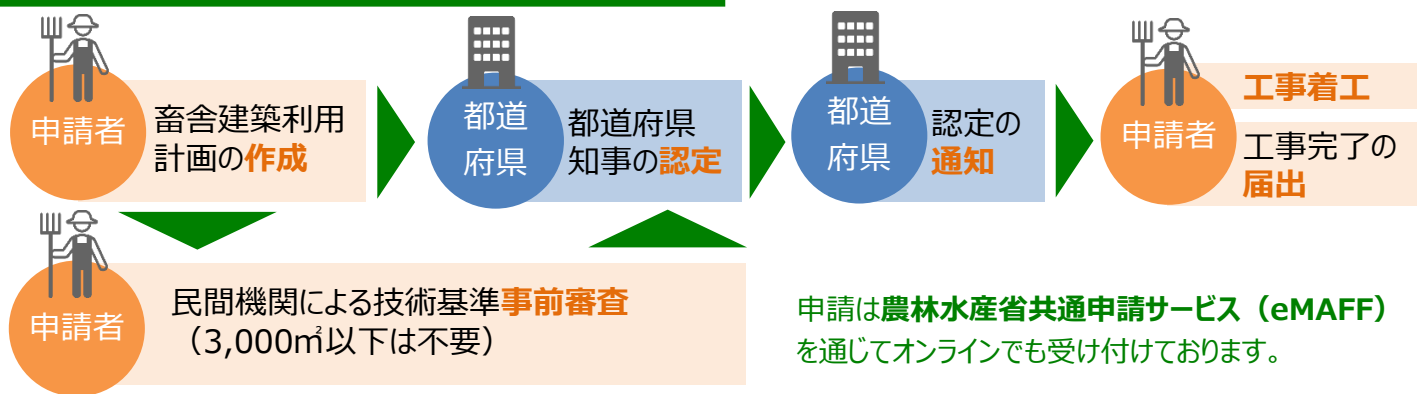 申請者
畜舎建築利用
計画の作成
都道
府県
都道府県
知事の認定
都道
府県
認定の
通知
申請者
工事着工
工事完了の
届出
申請者
民間機関による技術基準事前審査
（3,000㎡以下は不要）
申請は農林水産省共通申請サービス（eMAFF）
を通じてオンラインでも受け付けております。